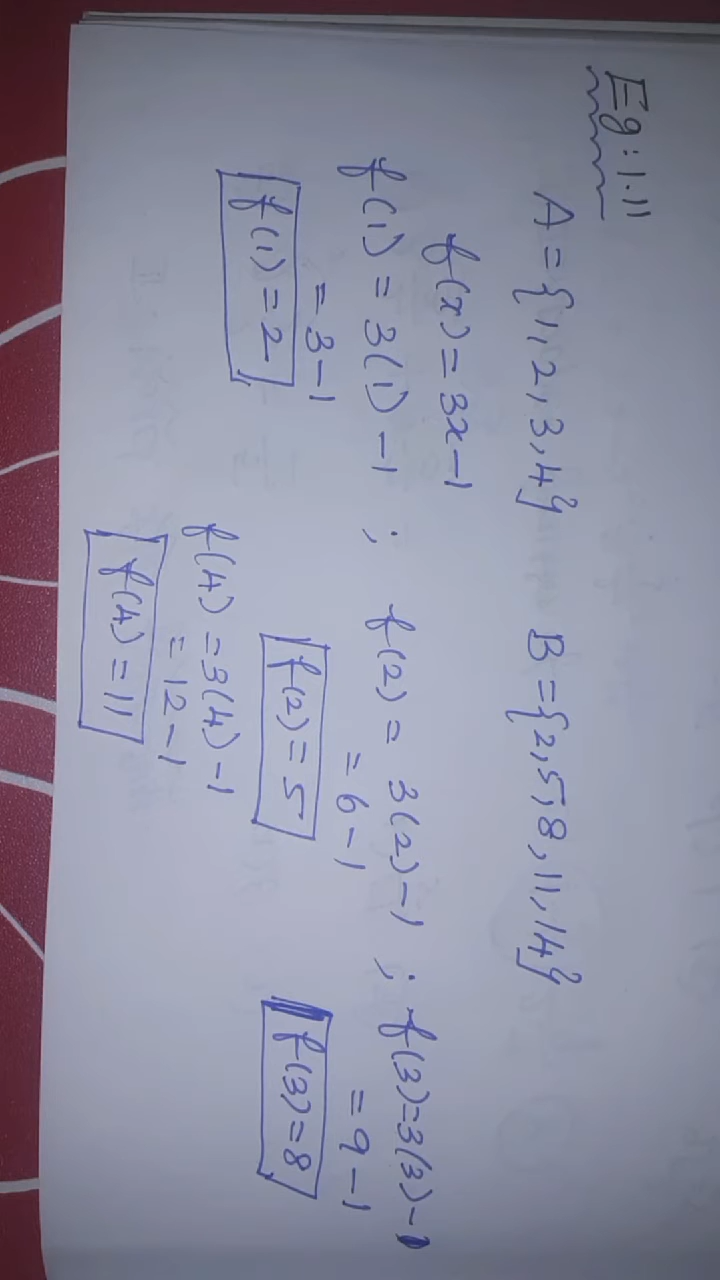 Eg: 1.11
A = {1, 2, 3, 4} B = {2, 5, 8, 11, 14}
f(x) = 3x-1
f(1) = 3(1) - 1 ; f(2) = 3(2) - 1 ; f(3) = 3(3) - 1
= 3-1 = 6-1 = 9-1
f(1) = 2 f(2) = 5 f(3) = 8
f(4) = 3(4) - 1
= 12-1
f(4) = 11